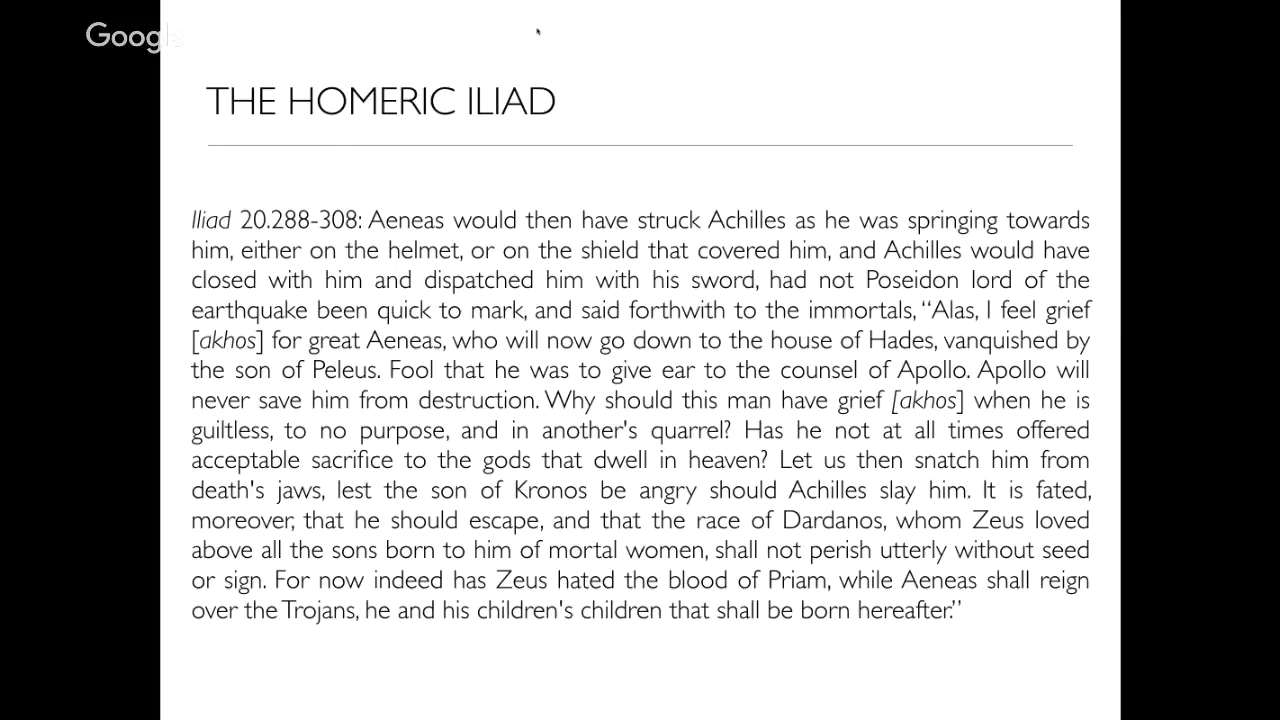 Google
THE HOMERIC ILIAD
Iliad 20.288-308: Aeneas would then have struck Achilles as he was springing towards
him, either on the helmet, or on the shield that covered him, and Achilles would have
closed with him and dispatched him with his sword, had not Poseidon lord of the
earthquake been quick to mark, and said forthwith to the immortals, “Alas, I feel grief
[akhos] for great Aeneas, who will now go down to the house of Hades, vanquished by
the son of Peleus. Fool that he was to give ear to the counsel of Apollo. Apollo will
never save him from destruction. Why should this man have grief [akhos] when he is
guiltless, to no purpose, and in another's quarrel? Has he not at all times offered
acceptable sacrifice to the gods that dwell in heaven? Let us then snatch him from
death's jaws, lest the son of Kronos be angry should Achilles slay him. It is fated,
moreover, that he should escape, and that the race of Dardanos, whom Zeus loved
above all the sons born to him of mortal women, shall not perish utterly without seed
or sign. For now indeed has Zeus hated the blood of Priam, while Aeneas shall reign
over the Trojans, he and his children's children that shall be born hereafter.”